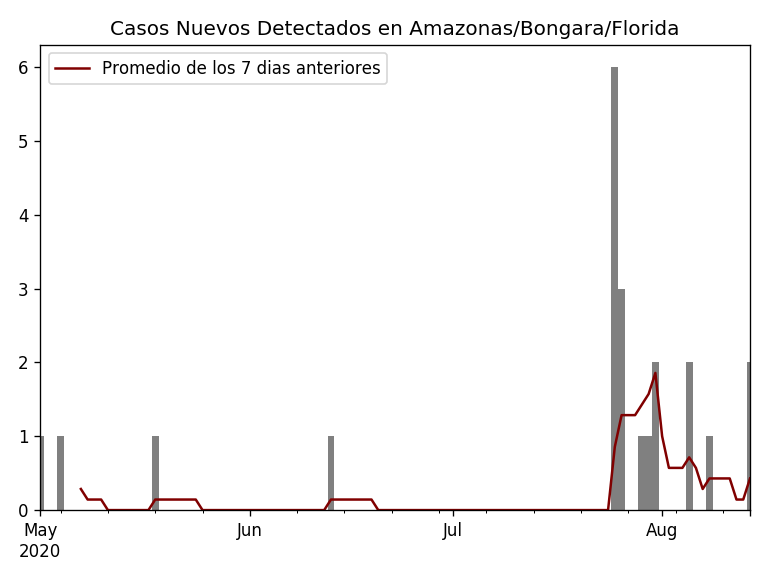 Casos Nuevos Detectados en Amazonas/Bongara/Florida
Promedio de los 7 dias anteriores
6
5
4
3
2
1
0
May Jun Jul Aug
2020